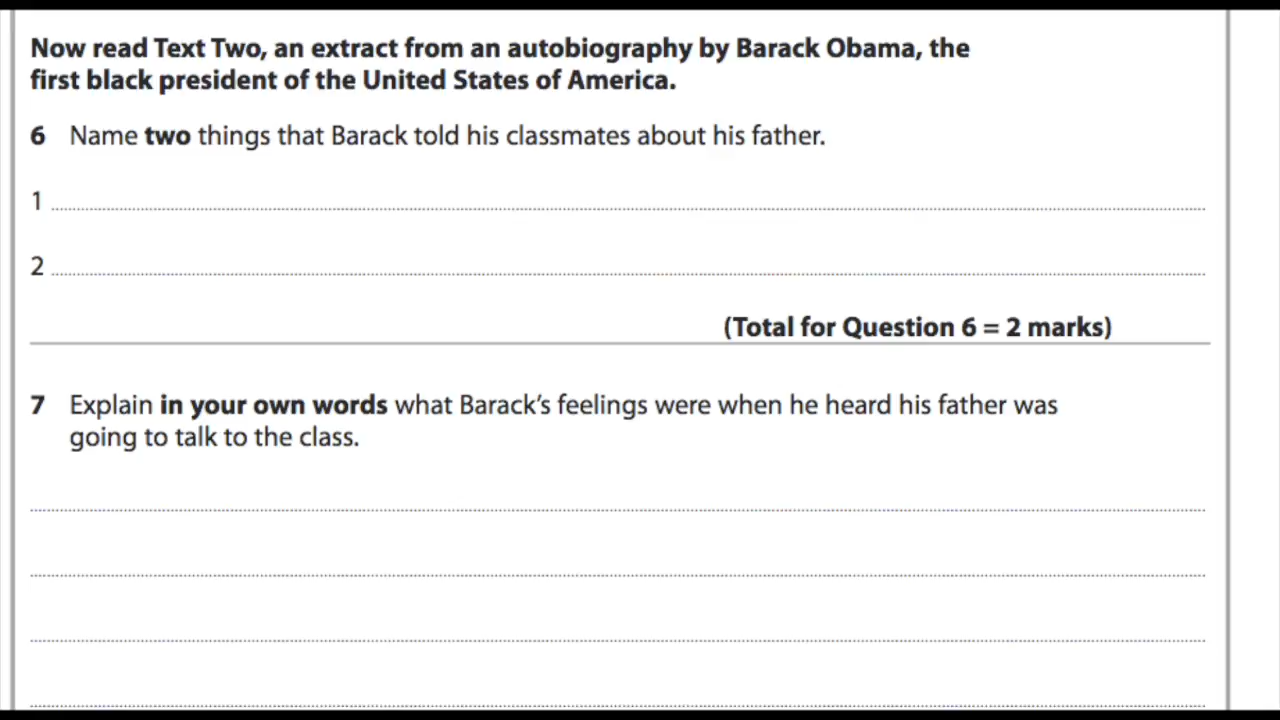 Now read Text Two, an extract from an autobiography by Barack Obama, the
first black president of the United States of America.
6 Name two things that Barack told his classmates about his father.
1
2
(Total for Question 6 = 2 marks)
7 Explain in your own words what Barack’s feelings were when he heard his father was
going to talk to the class.